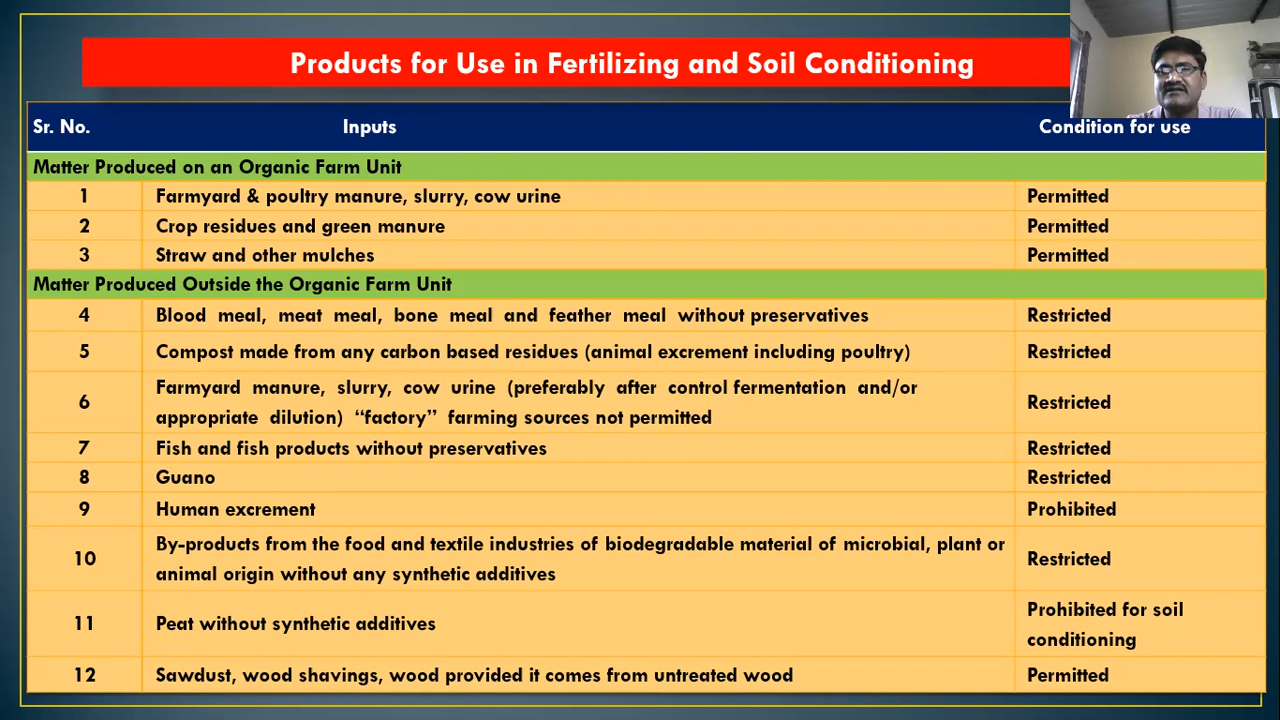 Products for Use in Fertilizing and Soil Conditioning
Sr. No. Inputs Condition for use
Matter Produced on an Organic Farm Unit
1 Farmyard & poultry manure, slurry, cow urine Permitted
2 Crop residues and green manure Permitted
3 Straw and other mulches Permitted
Matter Produced Outside the Organic Farm Unit
4 Blood meal, meat meal, bone meal and feather meal without preservatives Restricted
5 Compost made from any carbon based residues (animal excrement including poultry) Restricted
6 Farmyard manure, slurry, cow urine (preferably after control fermentation and/or
appropriate dilution) “factory” farming sources not permitted Restricted
7 Fish and fish products without preservatives Restricted
8 Guano Restricted
9 Human excrement Prohibited
10 By-products from the food and textile industries of biodegradable material of microbial, plant or
animal origin without any synthetic additives Restricted
11 Peat without synthetic additives Prohibited for soil
conditioning
12 Sawdust, wood shavings, wood provided it comes from untreated wood Permitted